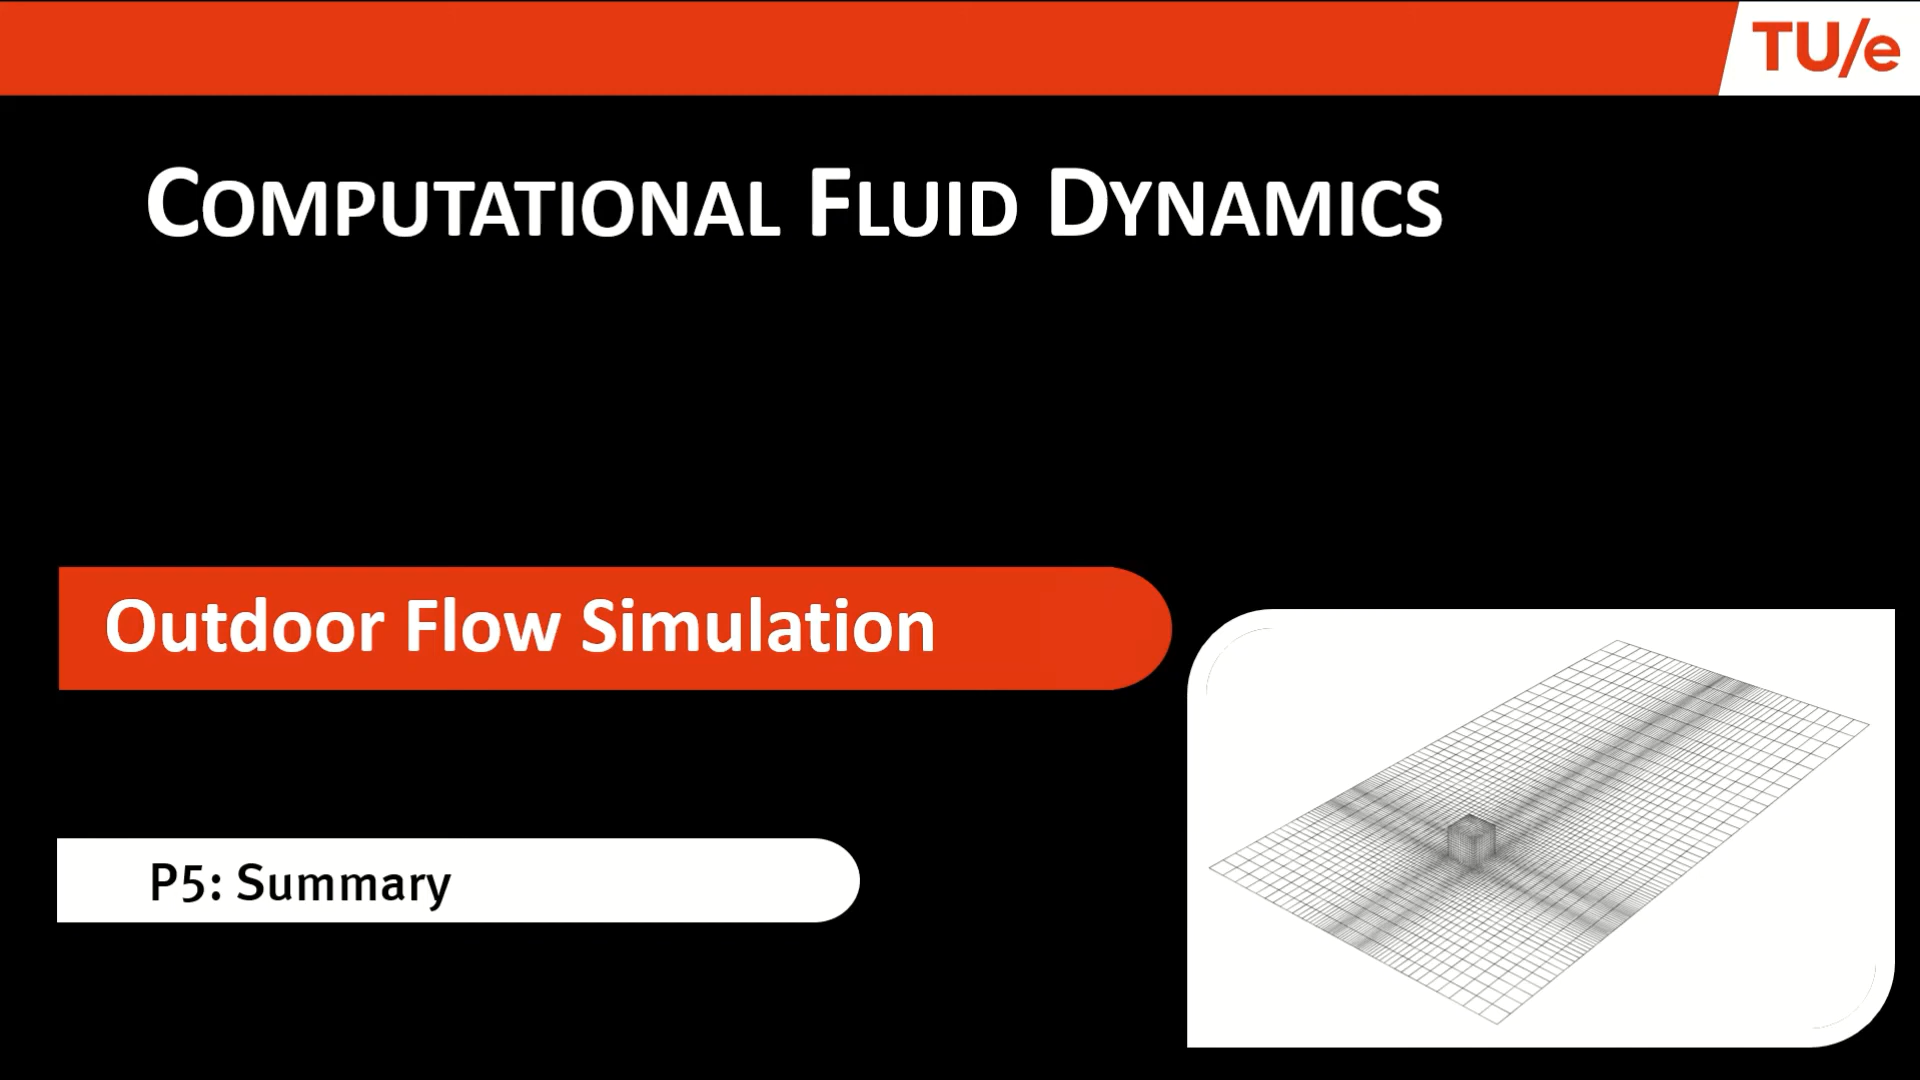 TU/e
COMPUTATIONAL FLUID DYNAMICS
Outdoor Flow Simulation
P5: Summary